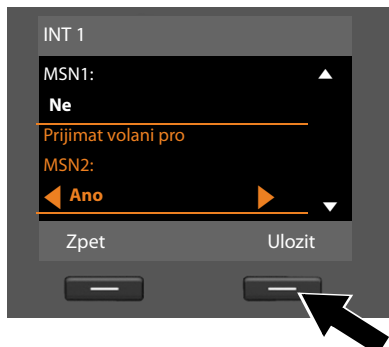 INT 1
MSN1:
Ne
Prijimat volani pro
MSN2:
Ano
Zpet Ulozit